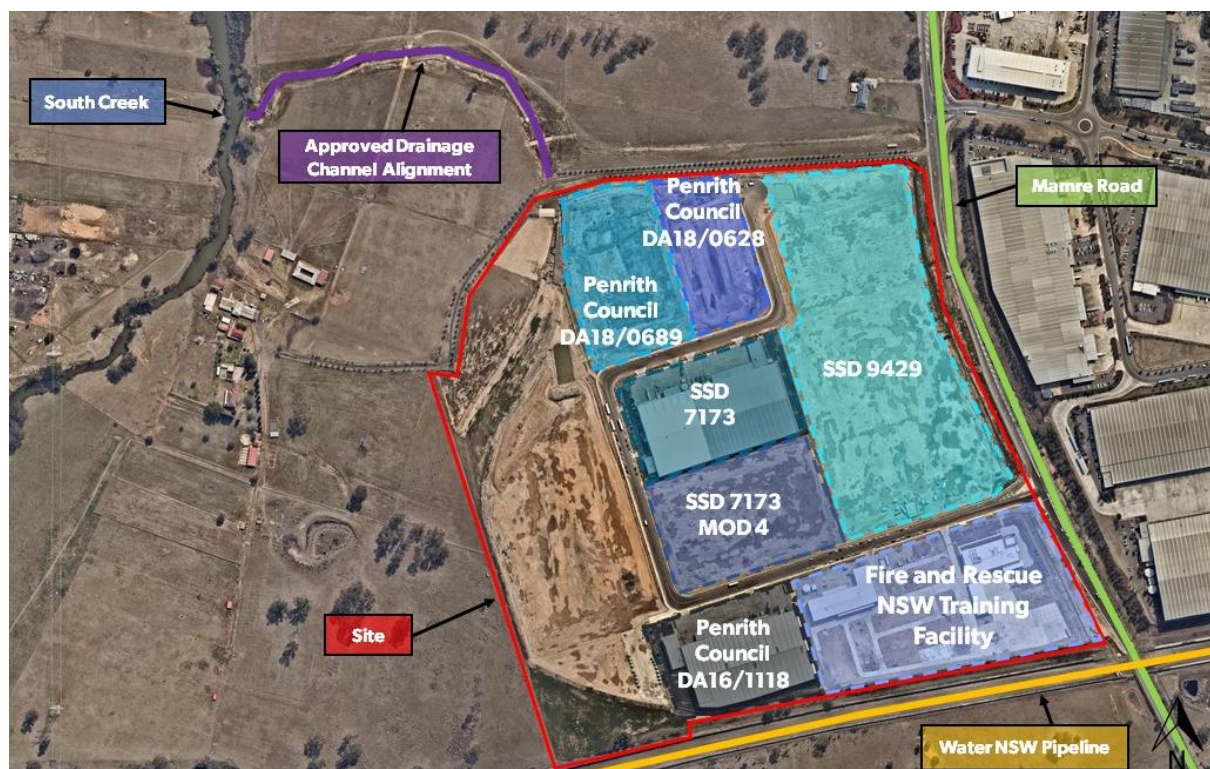 South Creek
Approved Drainage
Channel Alignment
Mamre Road
Penrith
Council
DA18/0628
Penrith
Council
DA18/0689
SSD 9429
SSD
7173
SSD 7173
MOD 4
Fire and Rescue
NSW Training
Facility
Site
Penrith
Council
DA16/1118
Water NSW Pipeline
N